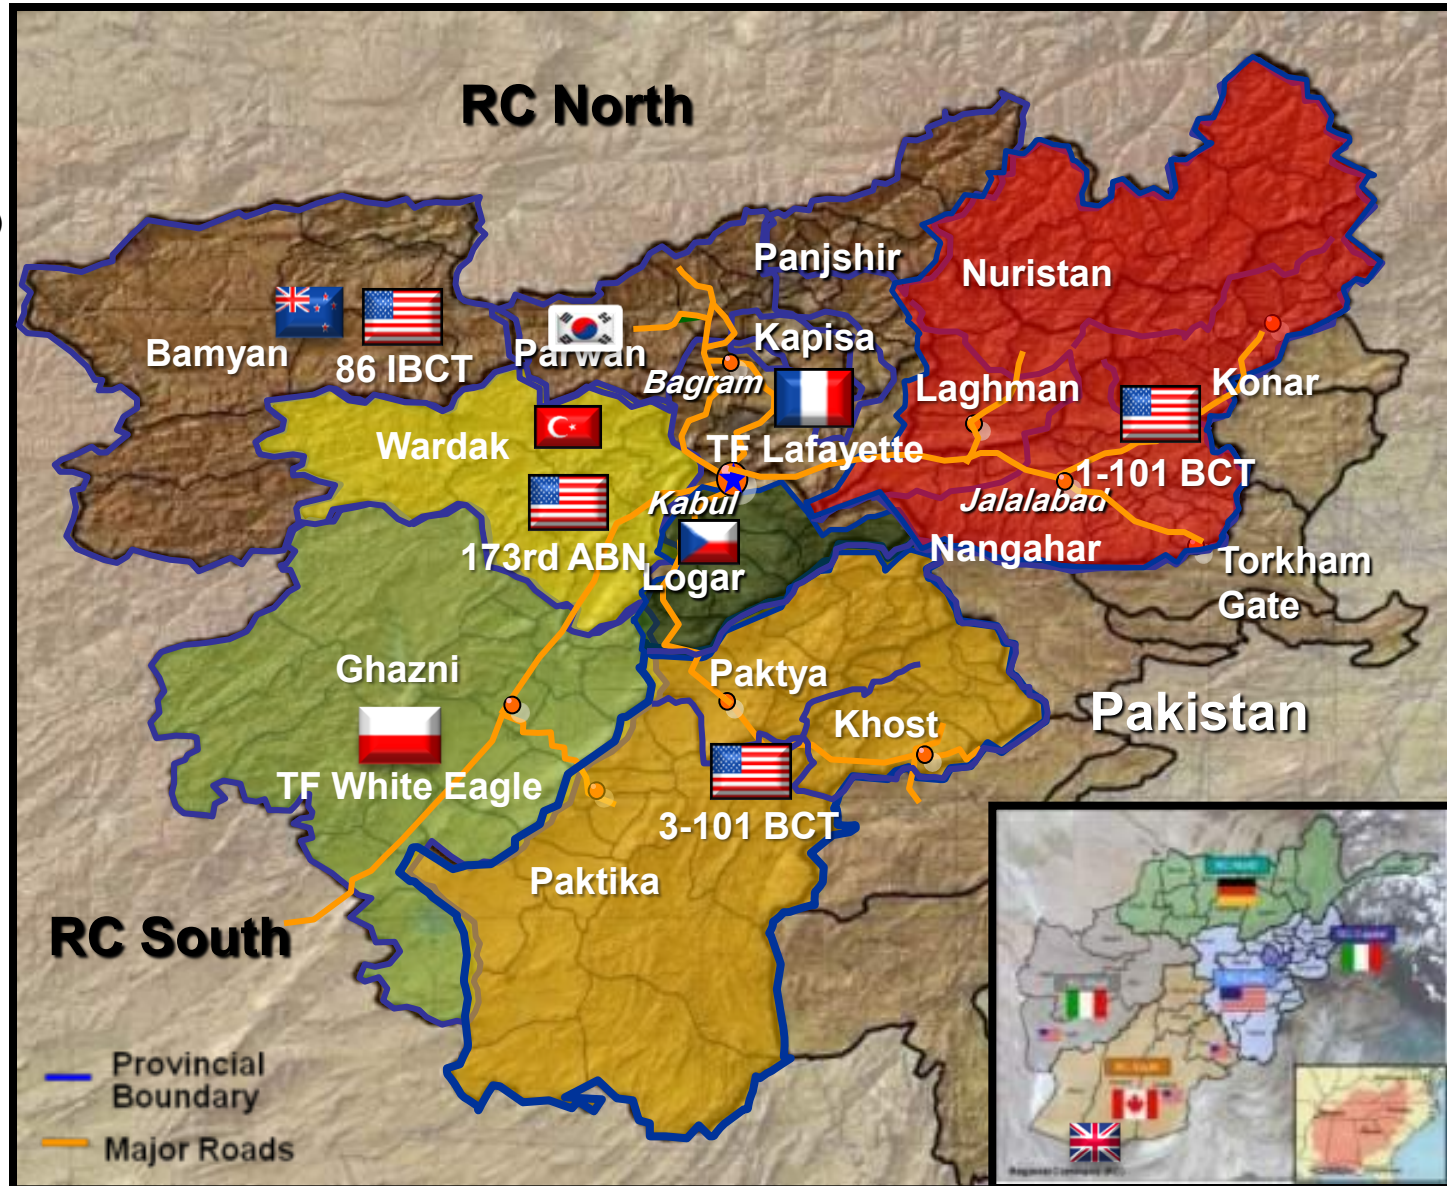 RC North
Panjshir
Nuristan
Kapisa
Bamyan
86 IBCT
Parwan
Bagram
Laghman
Konar
Wardak
TF Lafayette
1-101 BCT
Kabul
Jalalabad
173rd ABN
Logar
Nangahar
Torkham
Gate
Ghazni
Paktya
Khost
Pakistan
TF White Eagle
3-101 BCT
Paktika
RC South
Provincial
Boundary
Major Roads